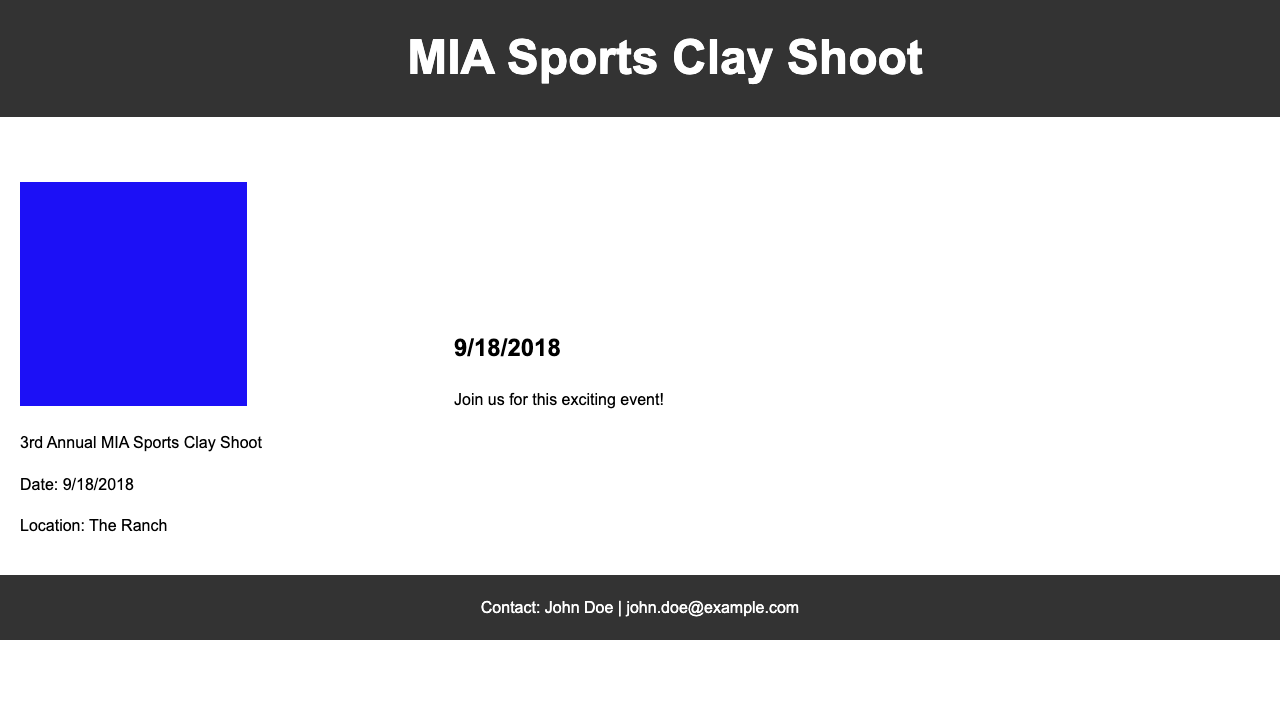 MIA Sports Clay Shoot
9/18/2018
Join us for this exciting event!
3rd Annual MIA Sports Clay Shoot
Date: 9/18/2018
Location: The Ranch
Contact: John Doe | john.doe@example.com